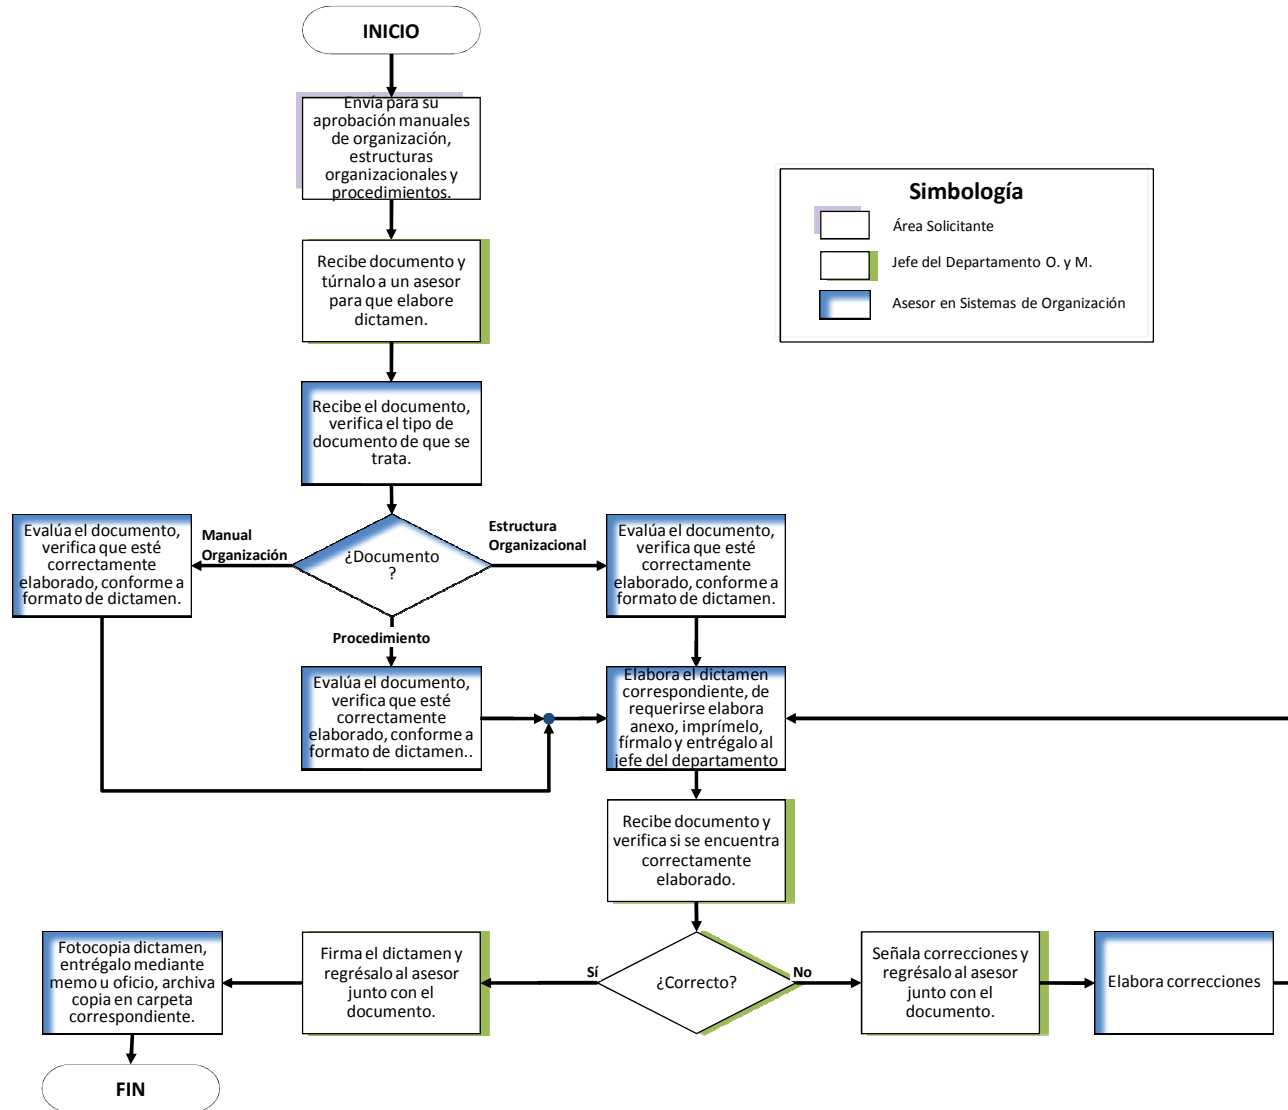 INICIO
Envía para su
aprobación manuales
de organización,
estructuras
organizacionales y
procedimientos.
Simbología
Área Solicitante
Jefe del Departamento O. y M.
Asesor en Sistemas de Organización
Recibe documento y
túrnalo a un asesor
para que elabore
dictamen.
Recibe el documento,
verifica el tipo de
documento de que se
trata.
Evalúa el documento,
verifica que esté
correctamente
elaborado, conforme a
formato de dictamen.
Manual
Organización
¿Documento
?
Estructura
Organizacional
Evalúa el documento,
verifica que esté
correctamente
elaborado, conforme a
formato de dictamen.
Procedimiento
Evalúa el documento,
verifica que esté
correctamente
elaborado, conforme a
formato de dictamen..
Elabora el dictamen
correspondiente, de
requerirse elabora
anexo, imprímelo,
fírmalo y entrégalo al
jefe del departamento
Recibe documento y
verifica si se encuentra
correctamente
elaborado.
Fotocopia dictamen,
entrégalo mediante
memo u oficio, archiva
copia en carpeta
correspondiente.
Firma el dictamen y
regrésalo al asesor
junto con el
documento.
Sí
¿Correcto?
No
Señala correcciones y
regrésalo al asesor
junto con el
documento.
Elabora correcciones
FIN